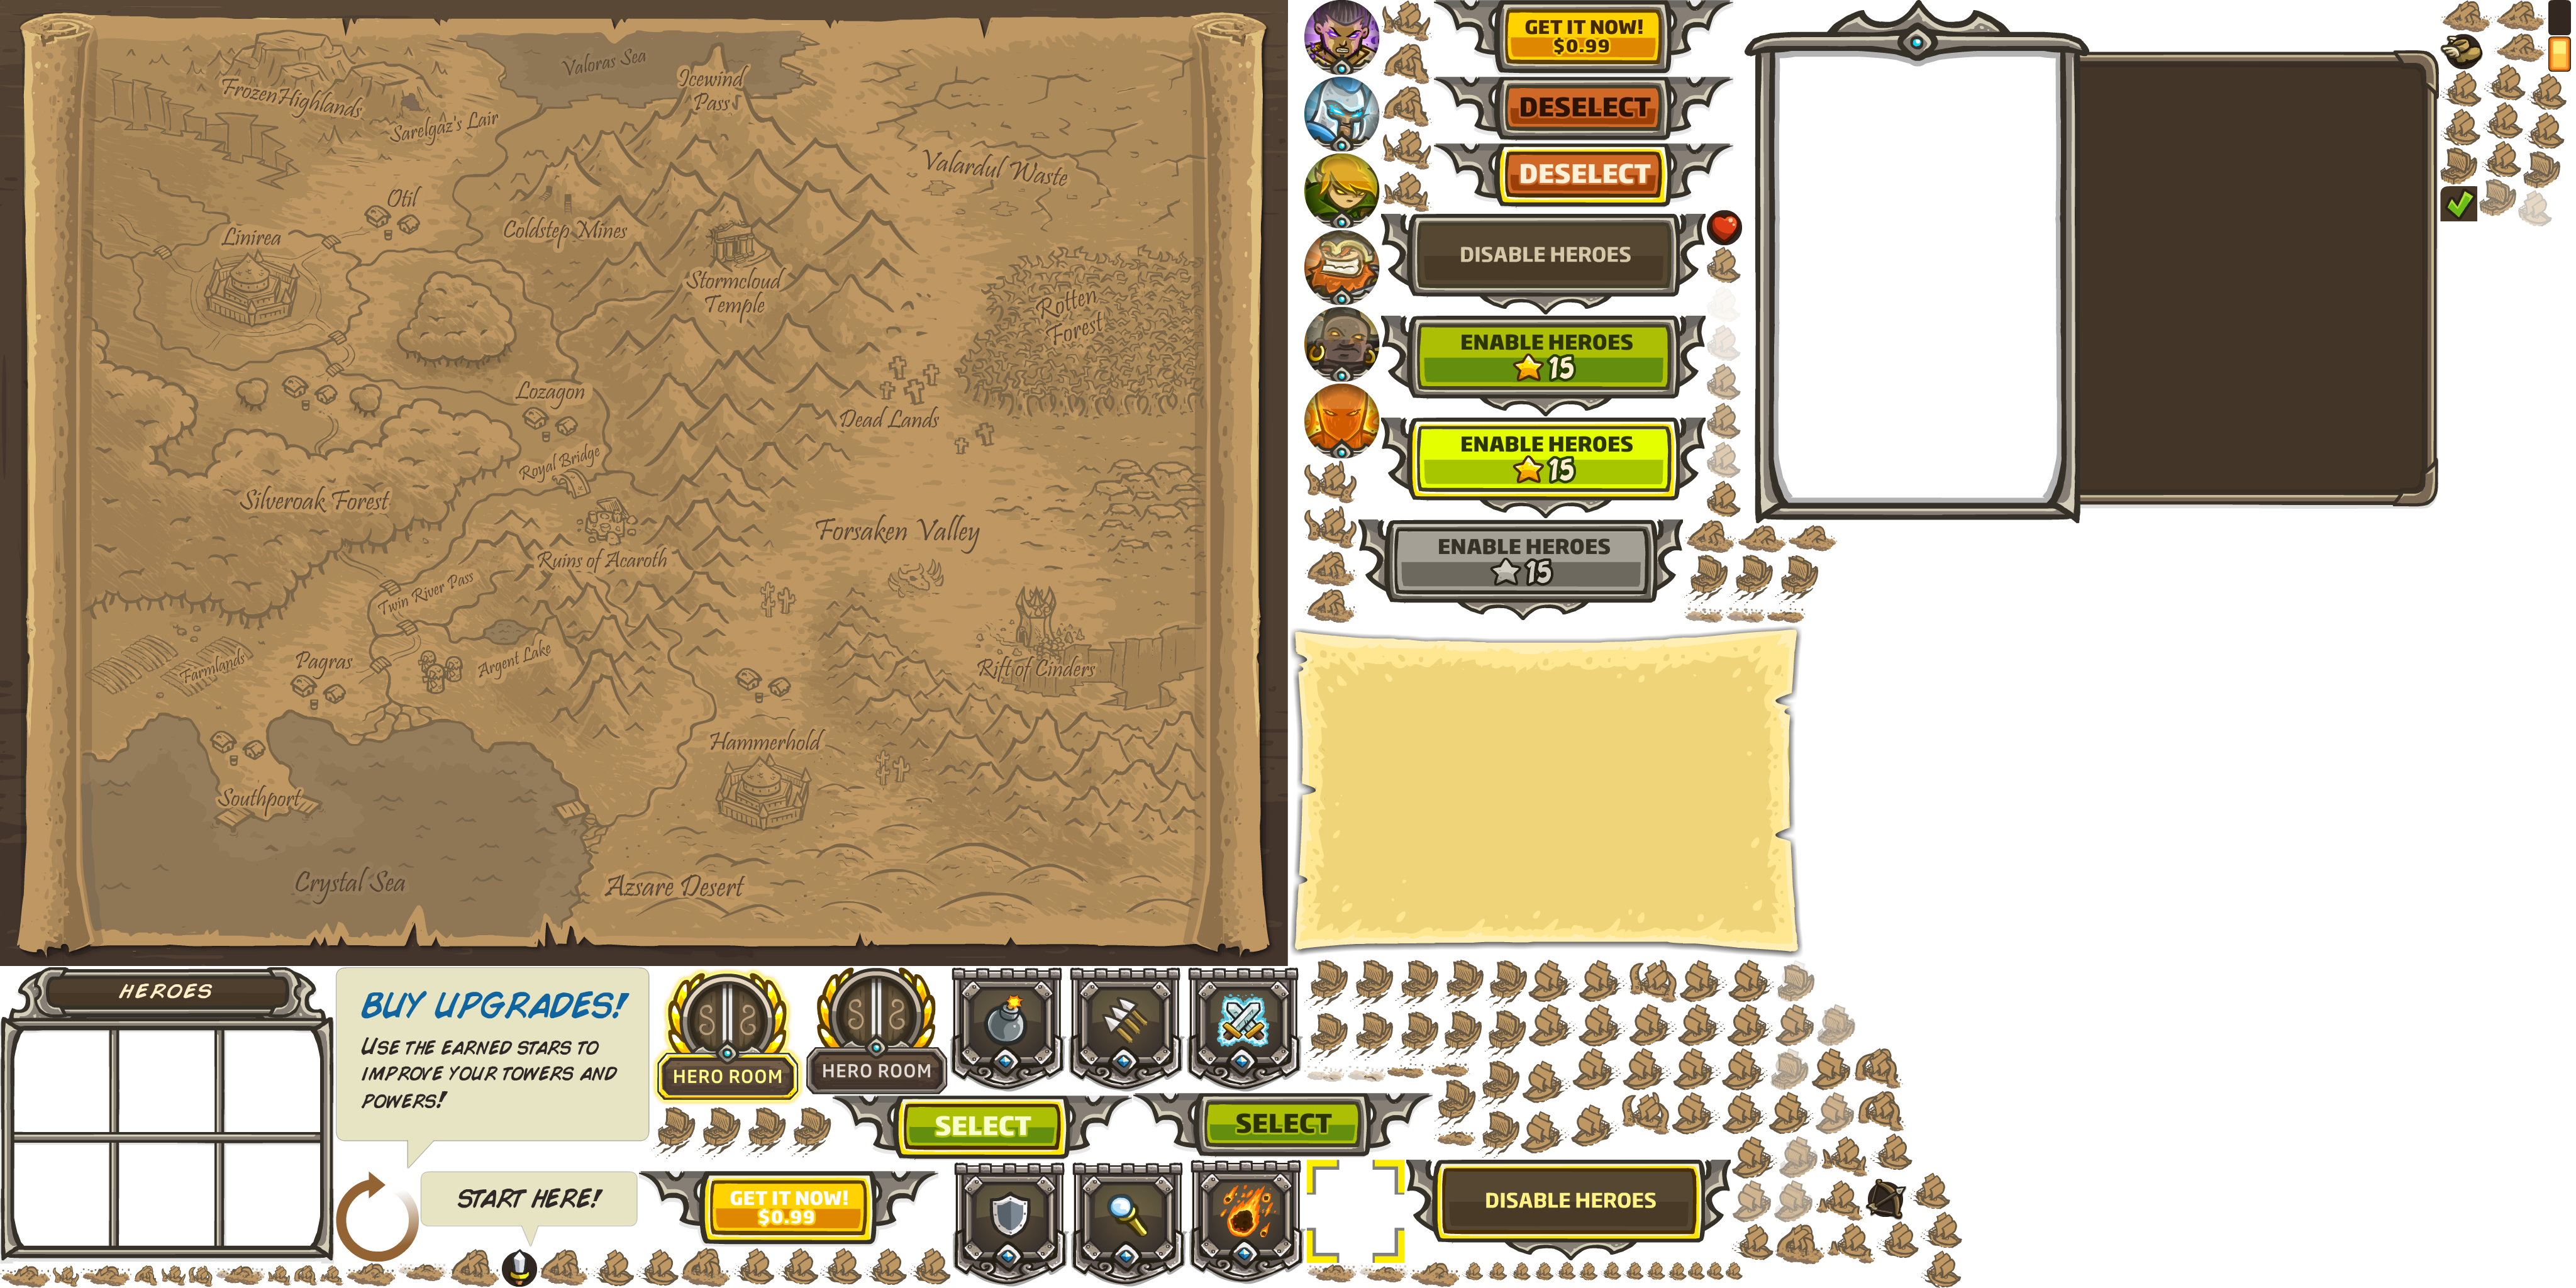 Valoras Sea
Icewind
Pass
Frozen Highlands
Sarelgaz's Lair
Valardul Waste
Otil
Linirea
Coldstep Mines
Stormcloud
Temple
Rotten
Forest
Lozagon
Dead Lands
Royal Bridge
Silveroak Forest
Forsaken Valley
Ruins of Acaroth
Twin River Pass
Argent Lake
Farmlands
Pagras
Rift of Cinders
Hammerhold
Southport
Crystal Sea
Azsare Desert
GET IT NOW!
$0.99
DESELECT
DESELECT
DISABLE HEROES
ENABLE HEROES
15
ENABLE HEROES
15
ENABLE HEROES
15
HEROES
BUY UPGRADES!
USE THE EARNED STARS TO
IMPROVE YOUR TOWERS AND
POWERS!
HERO ROOM
HERO ROOM
SELECT
SELECT
START HERE!
GET IT NOW!
$0.99
DISABLE HEROES